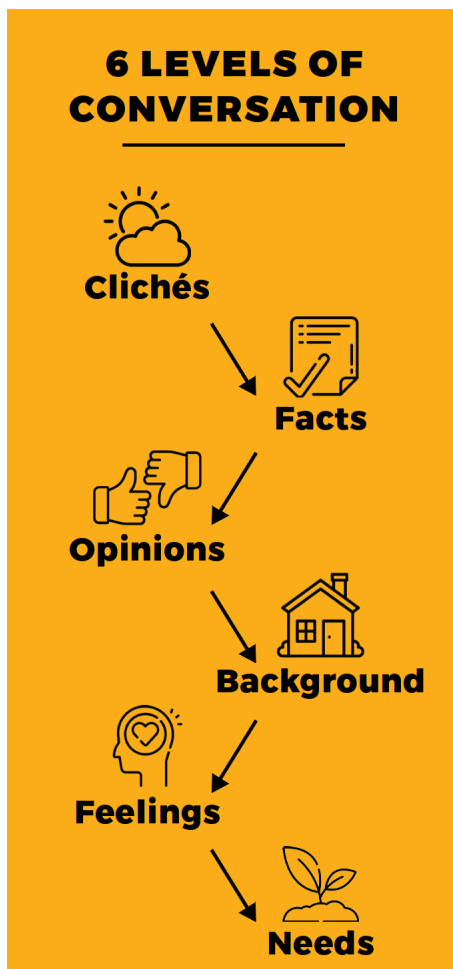 6 LEVELS OF
CONVERSATION
Clichés
Facts
Opinions
Background
Feelings
Needs